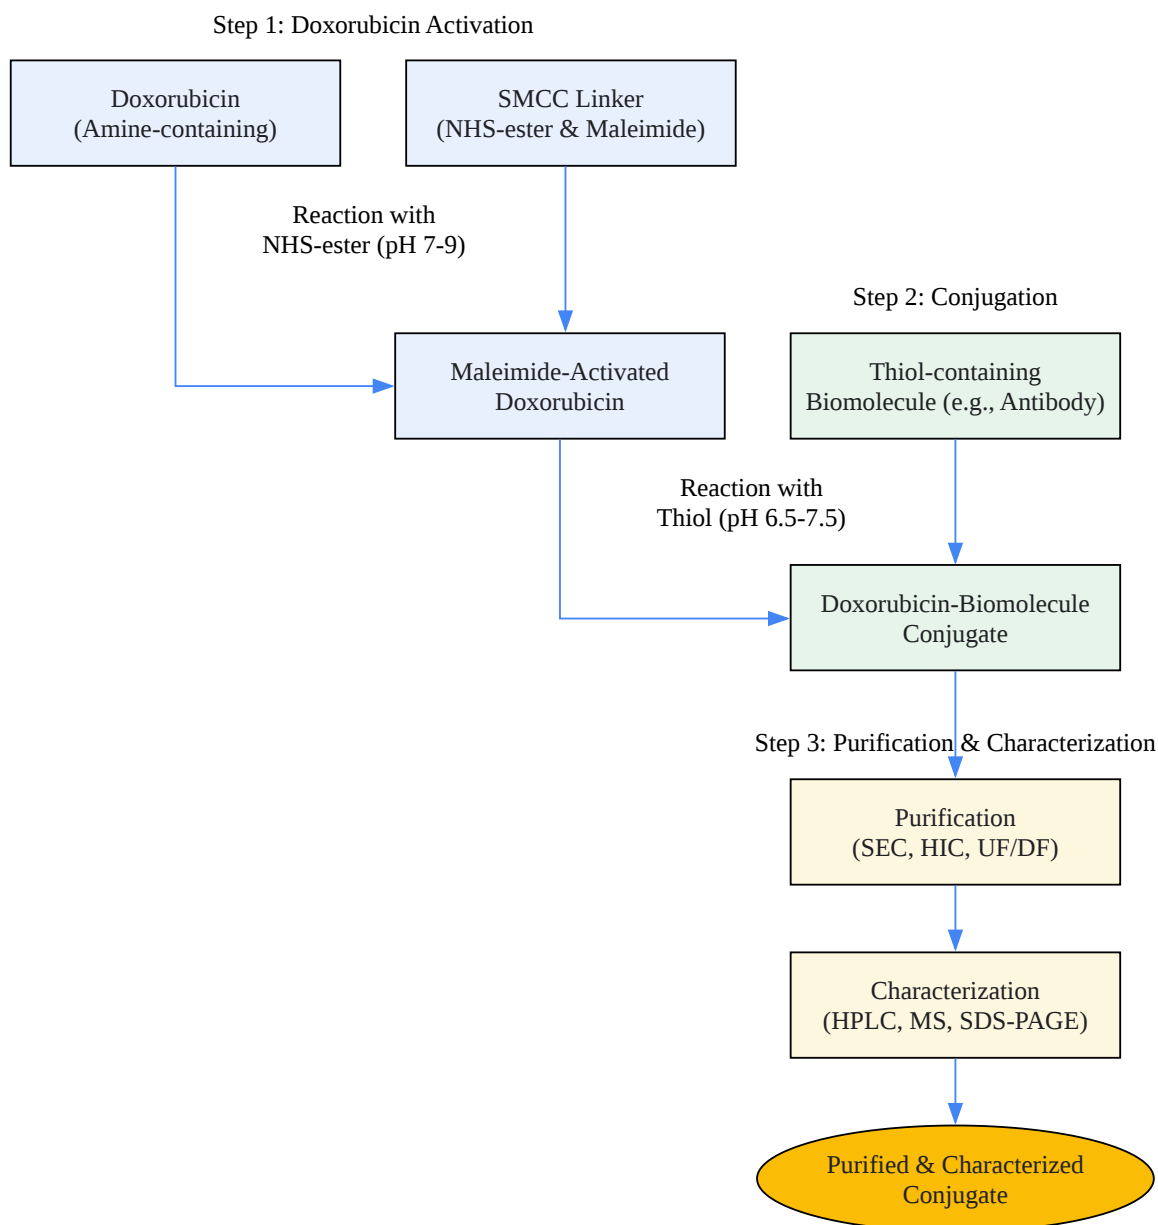 Step 1: Doxorubicin Activation
Doxorubicin
(Amine-containing)
SMCC Linker
(NHS-ester & Maleimide)
Reaction with
NHS-ester (pH 7-9)
Step 2: Conjugation
Maleimide-Activated
Doxorubicin
Thiol-containing
Biomolecule (e.g., Antibody)
Reaction with
Thiol (pH 6.5-7.5)
Doxorubicin-Biomolecule
Conjugate
Step 3: Purification & Characterization
Purification
(SEC, HIC, UF/DF)
Characterization
(HPLC, MS, SDS-PAGE)
Purified & Characterized
Conjugate